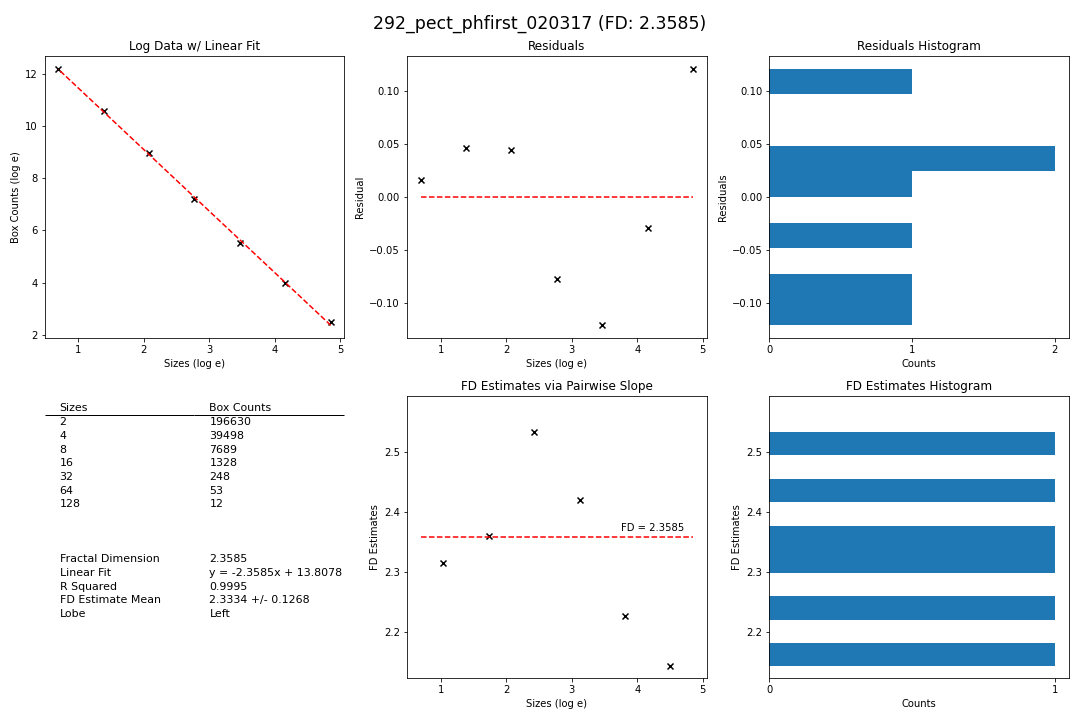 292_pect_phfirst_020317 (FD: 2.3585)
Log Data w/ Linear Fit
Box Counts (log e)
12
10
8
6
4
2
1 2 3 4 5
Sizes (log e)
Residuals
Residual
0.10
0.05
0.00
−0.05
−0.10
1 2 3 4 5
Sizes (log e)
Residuals Histogram
Residuals
0.10
0.05
0.00
−0.05
−0.10
0 1 2
Counts
Sizes Box Counts
2 196630
4 39498
8 7689
16 1328
32 248
64 53
128 12
Fractal Dimension 2.3585
Linear Fit y = -2.3585x + 13.8078
R Squared 0.9995
FD Estimate Mean 2.3334 +/- 0.1268
Lobe Left
FD Estimates via Pairwise Slope
FD Estimates
2.5
2.4
2.3
2.2
FD = 2.3585
1 2 3 4 5
Sizes (log e)
FD Estimates Histogram
FD Estimates
2.5
2.4
2.3
2.2
0 1
Counts